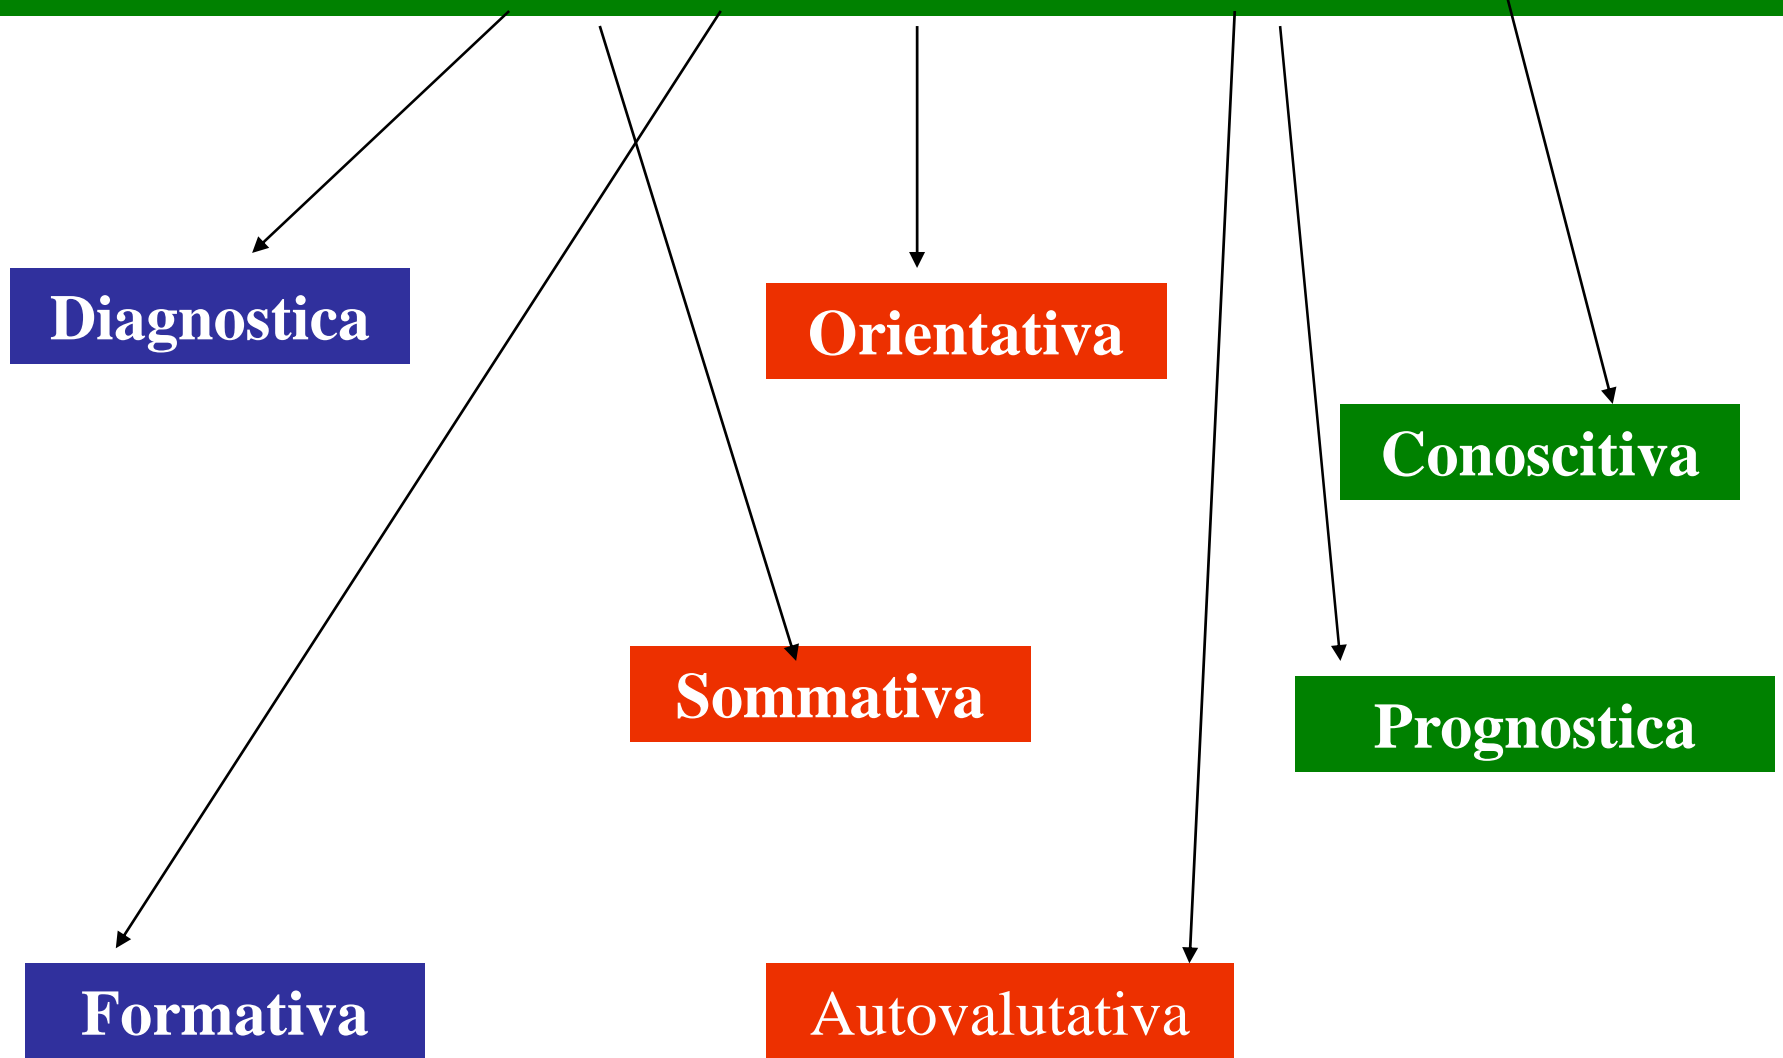 Diagnostica
Orientativa
Conoscitiva
Sommativa
Prognostica
Formativa
Autovalutativa